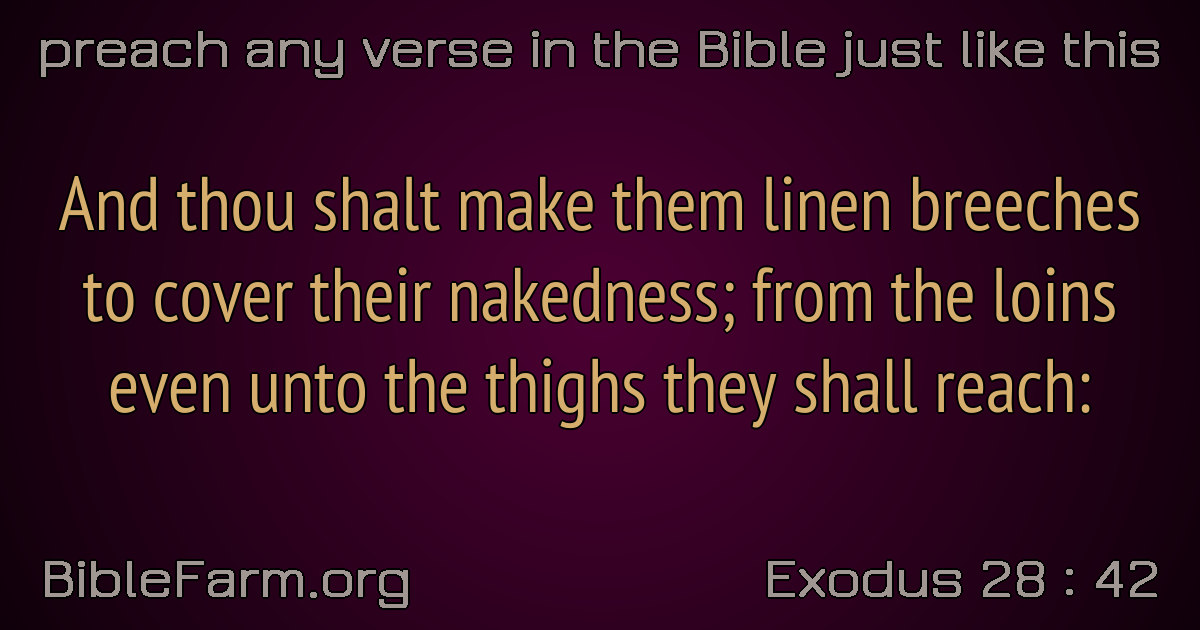 preach any verse in the Bible just like this
And thou shalt make them linen breeches
to cover their nakedness; from the loins
even unto the thighs they shall reach:
BibleFarm.org
Exodus 28 : 42